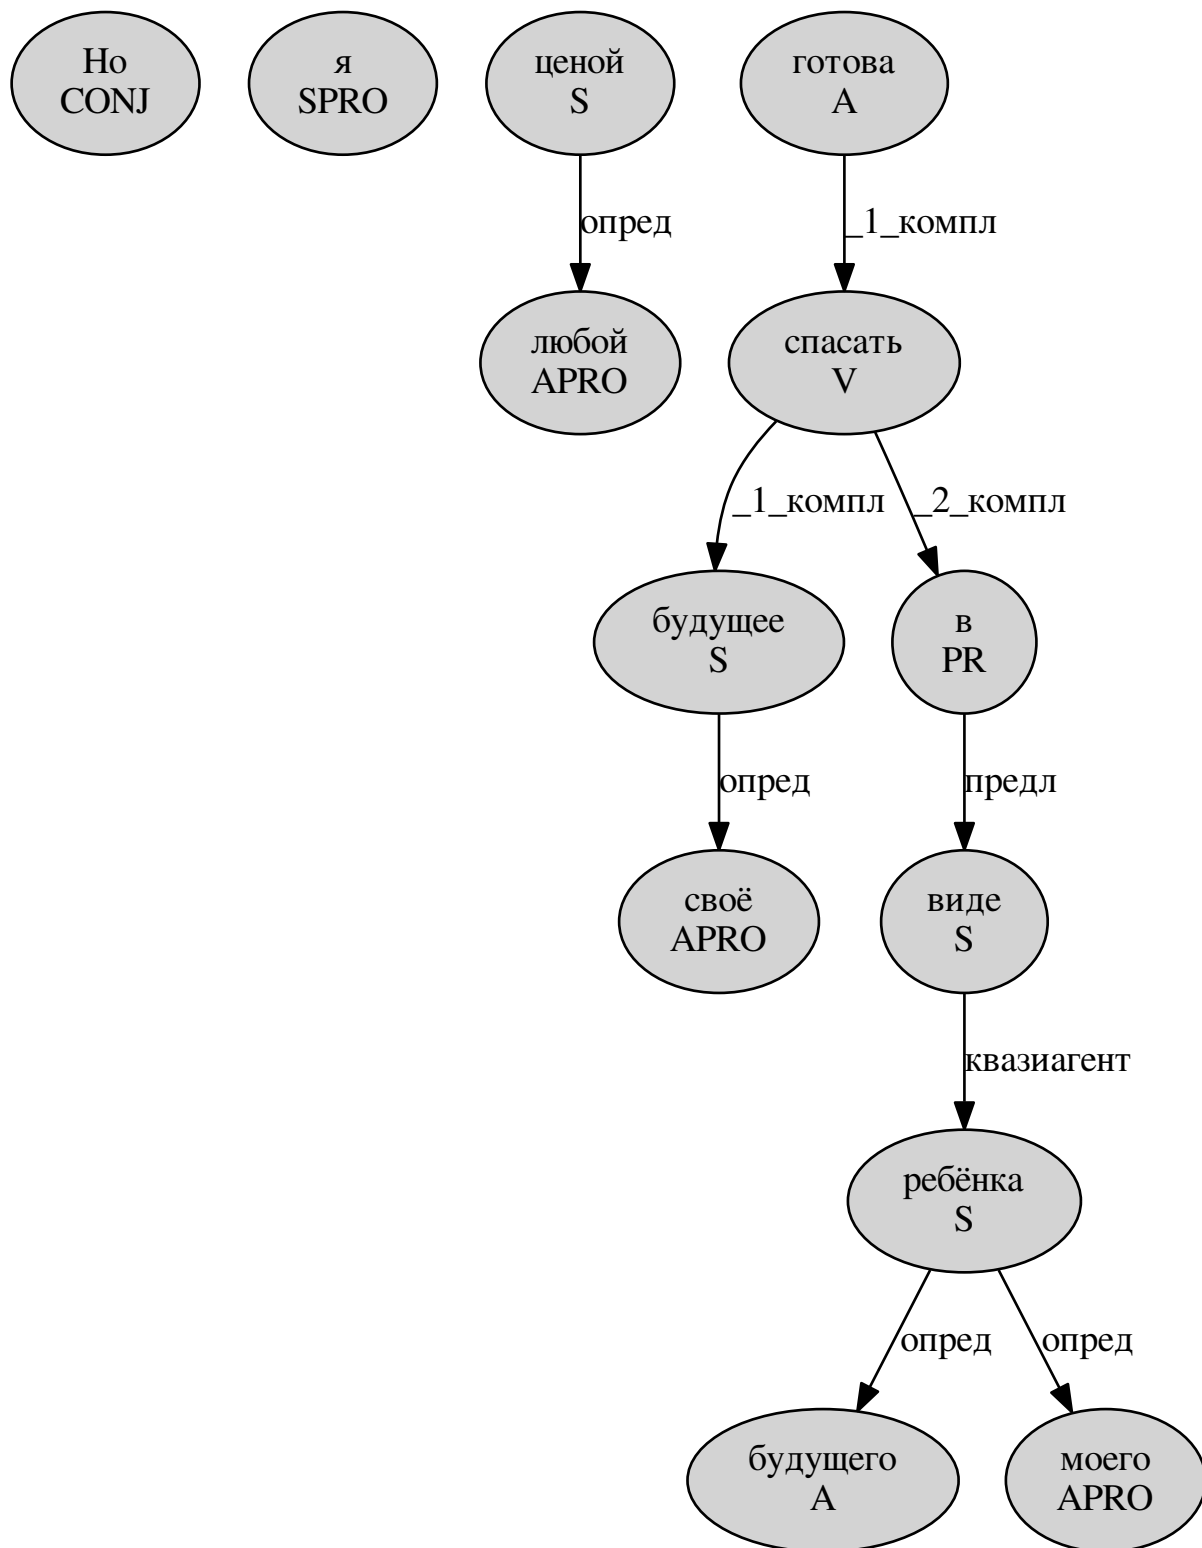 Но
CONJ
я
SPRO
ценой
S
готова
A
опред
_1_компл
любой
APRO
спасать
V
_1_компл
_2_компл
будущее
S
в
PR
опред
предл
своё
APRO
виде
S
квазиагент
ребёнка
S
опред
опред
будущего
A
моего
APRO